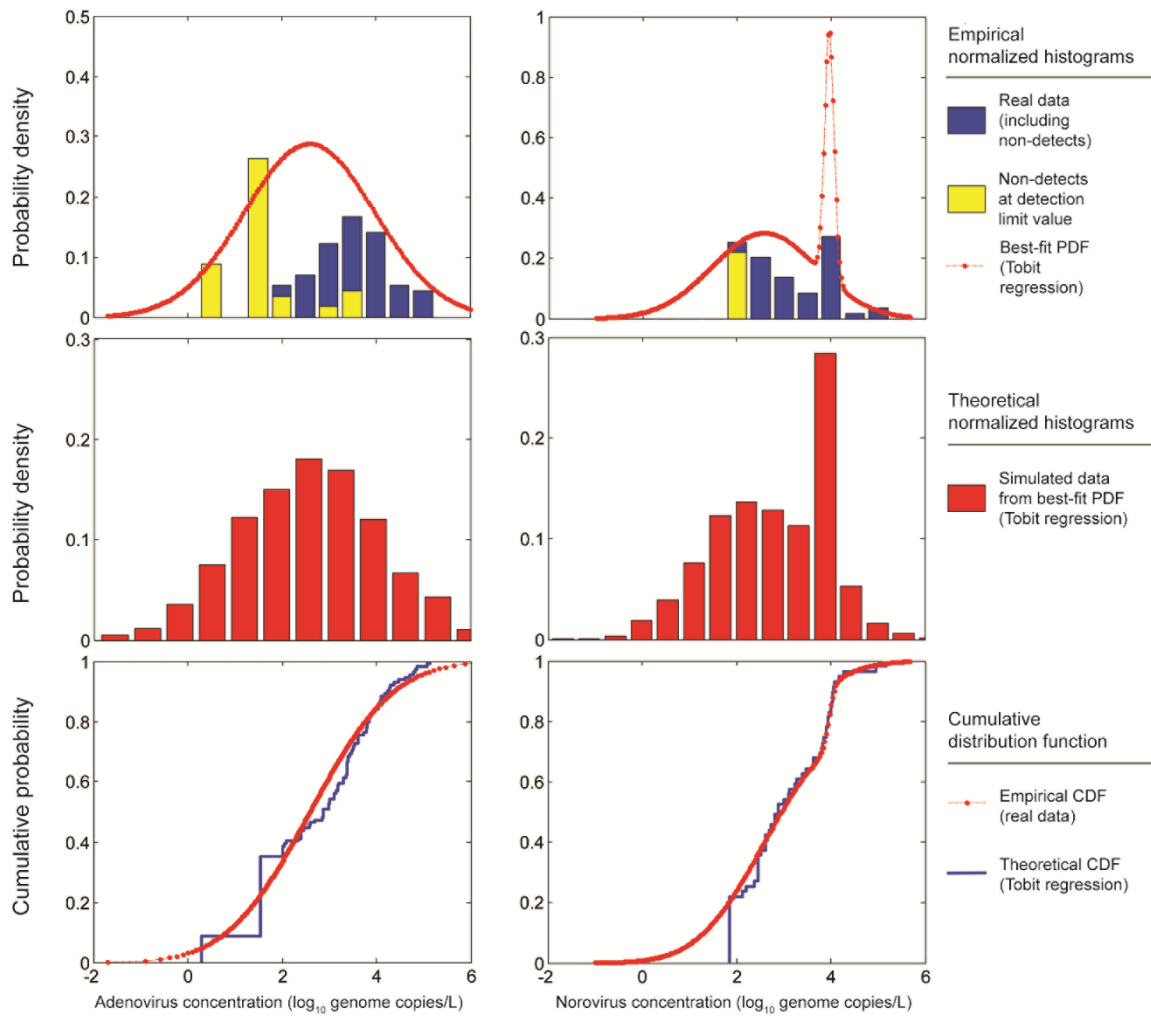 Probability density
0.5
0.4
0.3
0.2
0.1
0
1
0.8
0.6
0.4
0.2
0
Empirical
normalized histograms
Real data
(including
non-detects)
Non-detects
at detection
limit value
Best-fit PDF
(Tobit
regression)
Probability density
0.3
0.2
0.1
0
0.3
0.2
0.1
0
Theoretical
normalized histograms
Simulated data
from best-fit PDF
(Tobit regression)
Cumulative probability
1
0.8
0.6
0.4
0.2
0
-2
0
2
4
6
Adenovirus concentration (log10 genome copies/L)
1
0.8
0.6
0.4
0.2
0
-2
0
2
4
6
Norovirus concentration (log10 genome copies/L)
Cumulative
distribution function
Empirical CDF
(real data)
Theoretical CDF
(Tobit regression)